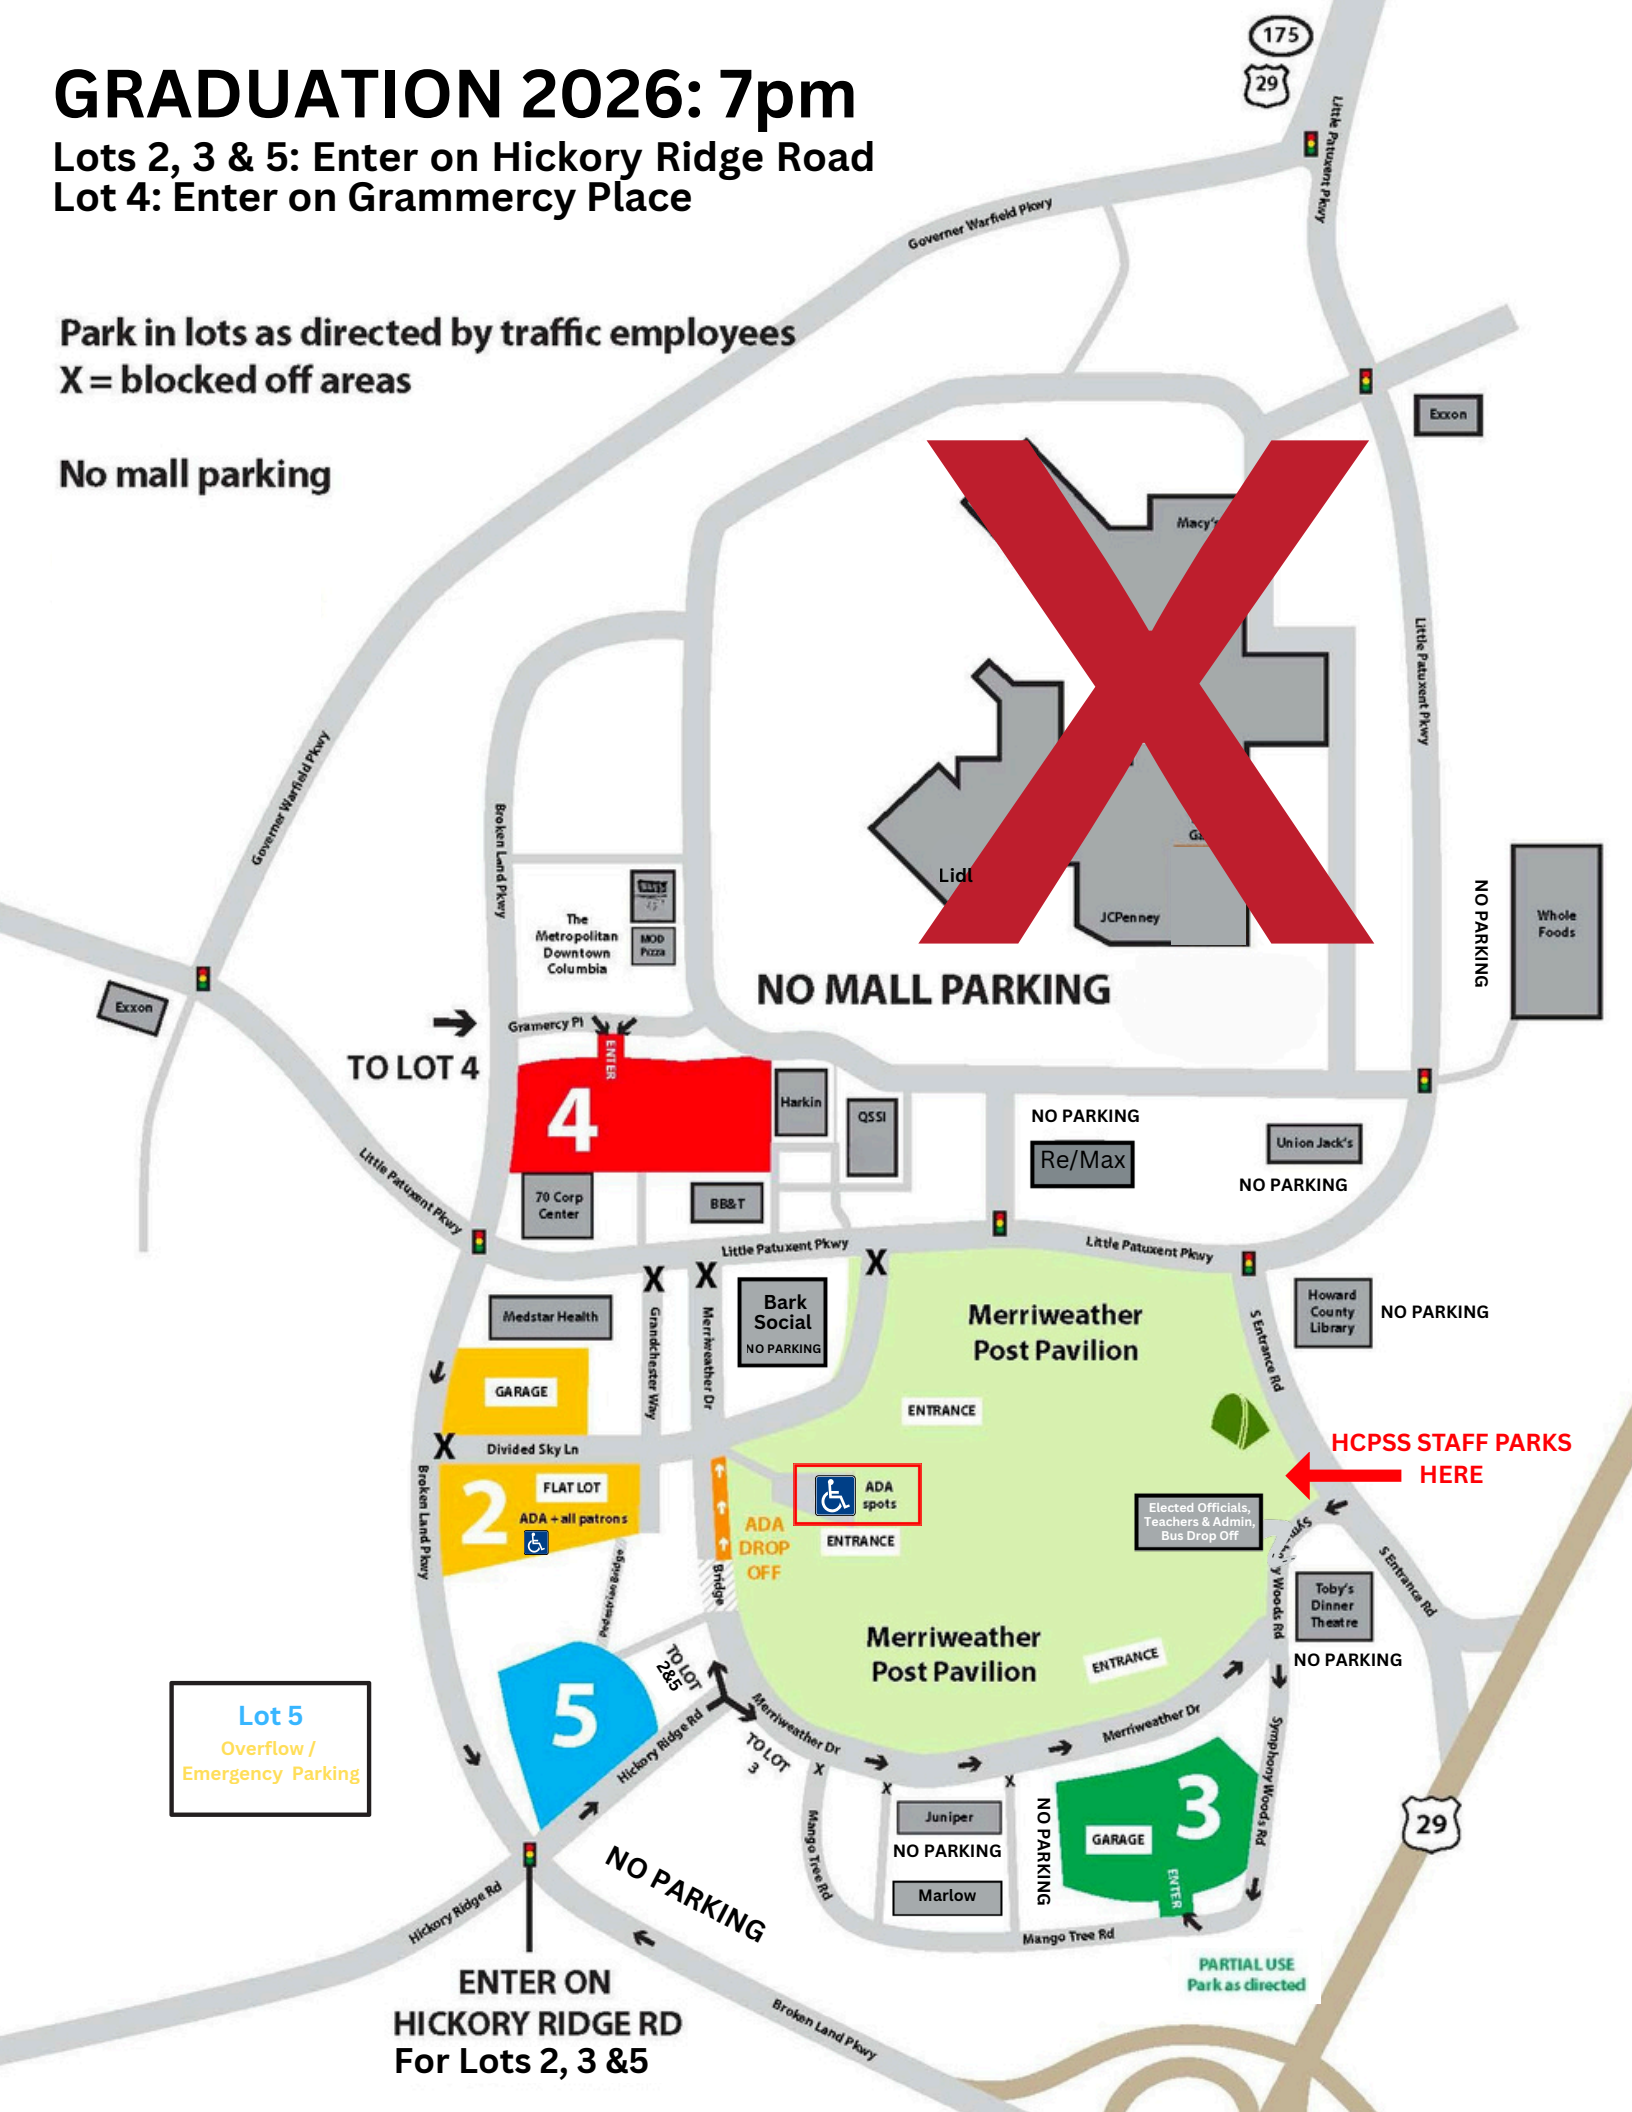 GRADUATION 2026: 7pm
Lots 2, 3 & 5: Enter on Hickory Ridge Road
Lot 4: Enter on Grammercy Place
Park in lots as directed by traffic employees
X = blocked off areas
No mall parking
175
29
Little Patuxent Pkwy
Governer Warfield Pkwy
Exxon
Macy's
Little Patuxent Pkwy
Governer Warfield Pkwy
Broken Land Pkwy
Lidl
JCPenney
NO PARKING
Whole
Foods
The
Metropolitan
Downtown
Columbia
MOD
Pizza
NO MALL PARKING
Exxon
Gramercy Pl
ENTER
TO LOT 4
4
Harkin
QSSI
NO PARKING
Re/Max
Union Jack's
NO PARKING
Little Patuxent Pkwy
70 Corp
Center
BB&T
Little Patuxent Pkwy
Little Patuxent Pkwy
X
X
X
Medstar Health
Grandchester Way
Merriweather Dr
Bark
Social
NO PARKING
Merriweather
Post Pavilion
S Entrance Rd
Howard
County
Library
NO PARKING
GARAGE
ENTRANCE
X
Divided Sky Ln
HCPSS STAFF PARKS
HERE
Broken Land Pkwy
2
FLAT LOT
ADA + all patrons
ADA
spots
ADA
DROP
OFF
ENTRANCE
Elected Officials,
Teachers & Admin,
Bus Drop Off
Bridge
Pedestrian Bridge
S Entrance Rd
Toby's
Dinner
Theatre
NO PARKING
Merriweather
Post Pavilion
ENTRANCE
TO LOT
2&5
5
Lot 5
Overflow /
Emergency Parking
Hickory Ridge Rd
Merriweather Dr
TO LOT
3
Merriweather Dr
Symphony Woods Rd
X
X
X
Mango Tree Rd
Juniper
NO PARKING
Marlow
NO PARKING
3
GARAGE
ENTER
29
NO PARKING
Hickory Ridge Rd
Mango Tree Rd
PARTIAL USE
Park as directed
ENTER ON
HICKORY RIDGE RD
For Lots 2, 3 &5
Broken Land Pkwy